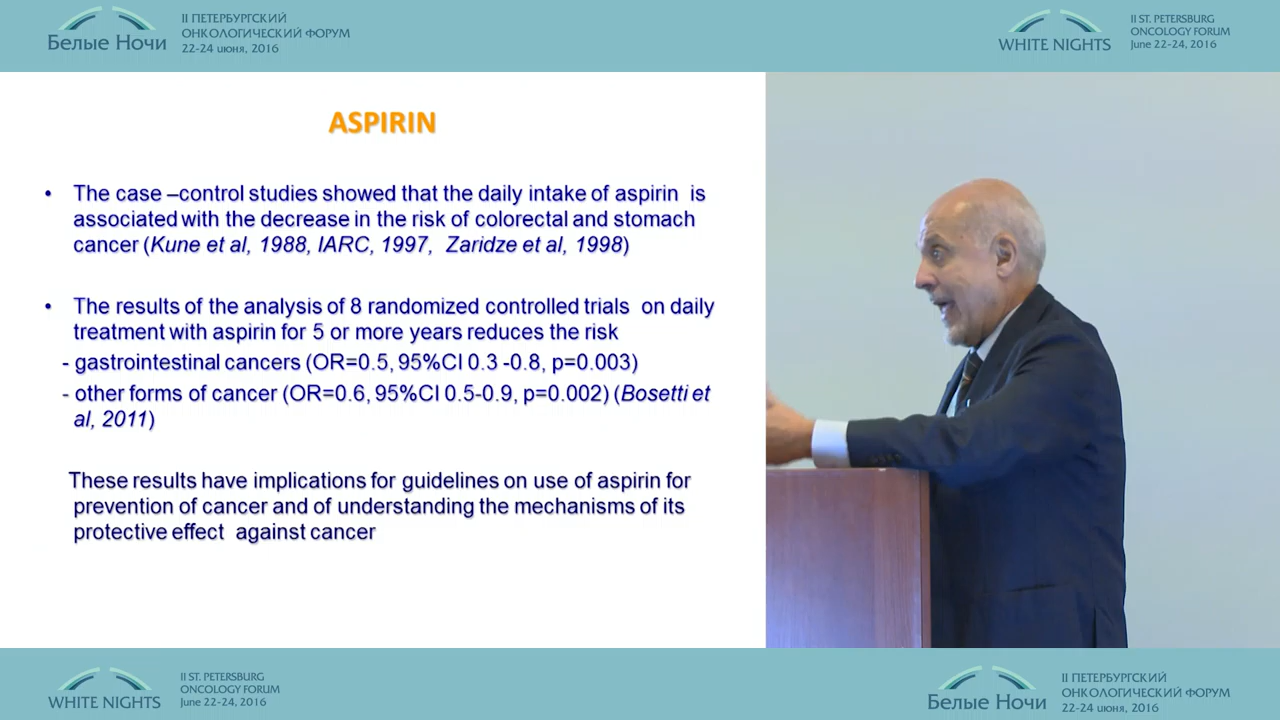 Белые Ночи
II ПЕТЕРБУРГСКИЙ
ОНКОЛОГИЧЕСКИЙ ФОРУМ
22-24 июня, 2016
WHITE NIGHTS
II ST. PETERSBURG
ONCOLOGY FORUM
June 22-24, 2016
ASPIRIN
• The case –control studies showed that the daily intake of aspirin is
associated with the decrease in the risk of colorectal and stomach
cancer (Kune et al, 1988, IARC, 1997, Zaridze et al, 1998)
• The results of the analysis of 8 randomized controlled trials on daily
treatment with aspirin for 5 or more years reduces the risk
- gastrointestinal cancers (OR=0.5, 95%CI 0.3 -0.8, p=0.003)
- other forms of cancer (OR=0.6, 95%CI 0.5-0.9, p=0.002) (Bosetti et
al, 2011)
These results have implications for guidelines on use of aspirin for
prevention of cancer and of understanding the mechanisms of its
protective effect against cancer
WHITE NIGHTS
II ST. PETERSBURG
ONCOLOGY FORUM
June 22-24, 2016
Белые Ночи
II ПЕТЕРБУРГСКИЙ
ОНКОЛОГИЧЕСКИЙ ФОРУМ
22-24 июня, 2016